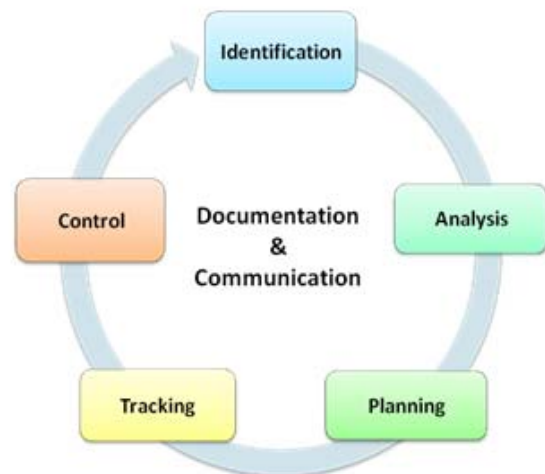 Identification
Analysis
Planning
Tracking
Control
Documentation
&
Communication